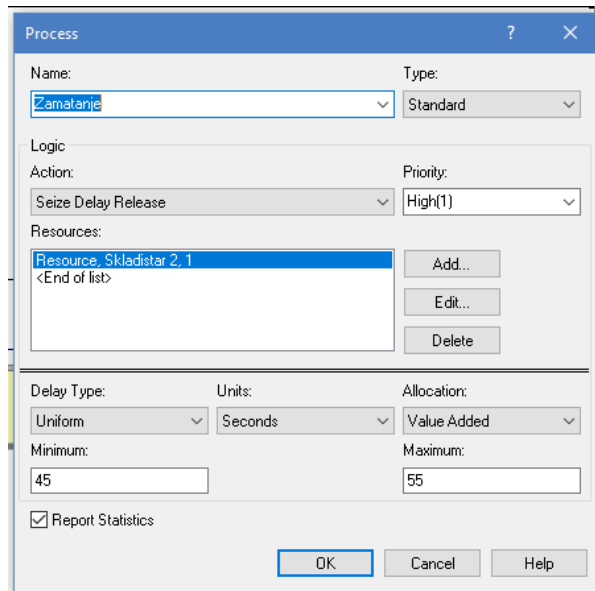 Process
Name: Type:
Zamatanje Standard
Logic
Action: Priority:
Seize Delay Release High(1)
Resources:
Resource, Skladistar 2, 1
<End of list>
Add...
Edit...
Delete
Delay Type: Units: Allocation:
Uniform Seconds Value Added
Minimum: Maximum:
45 55
Report Statistics
OK Cancel Help